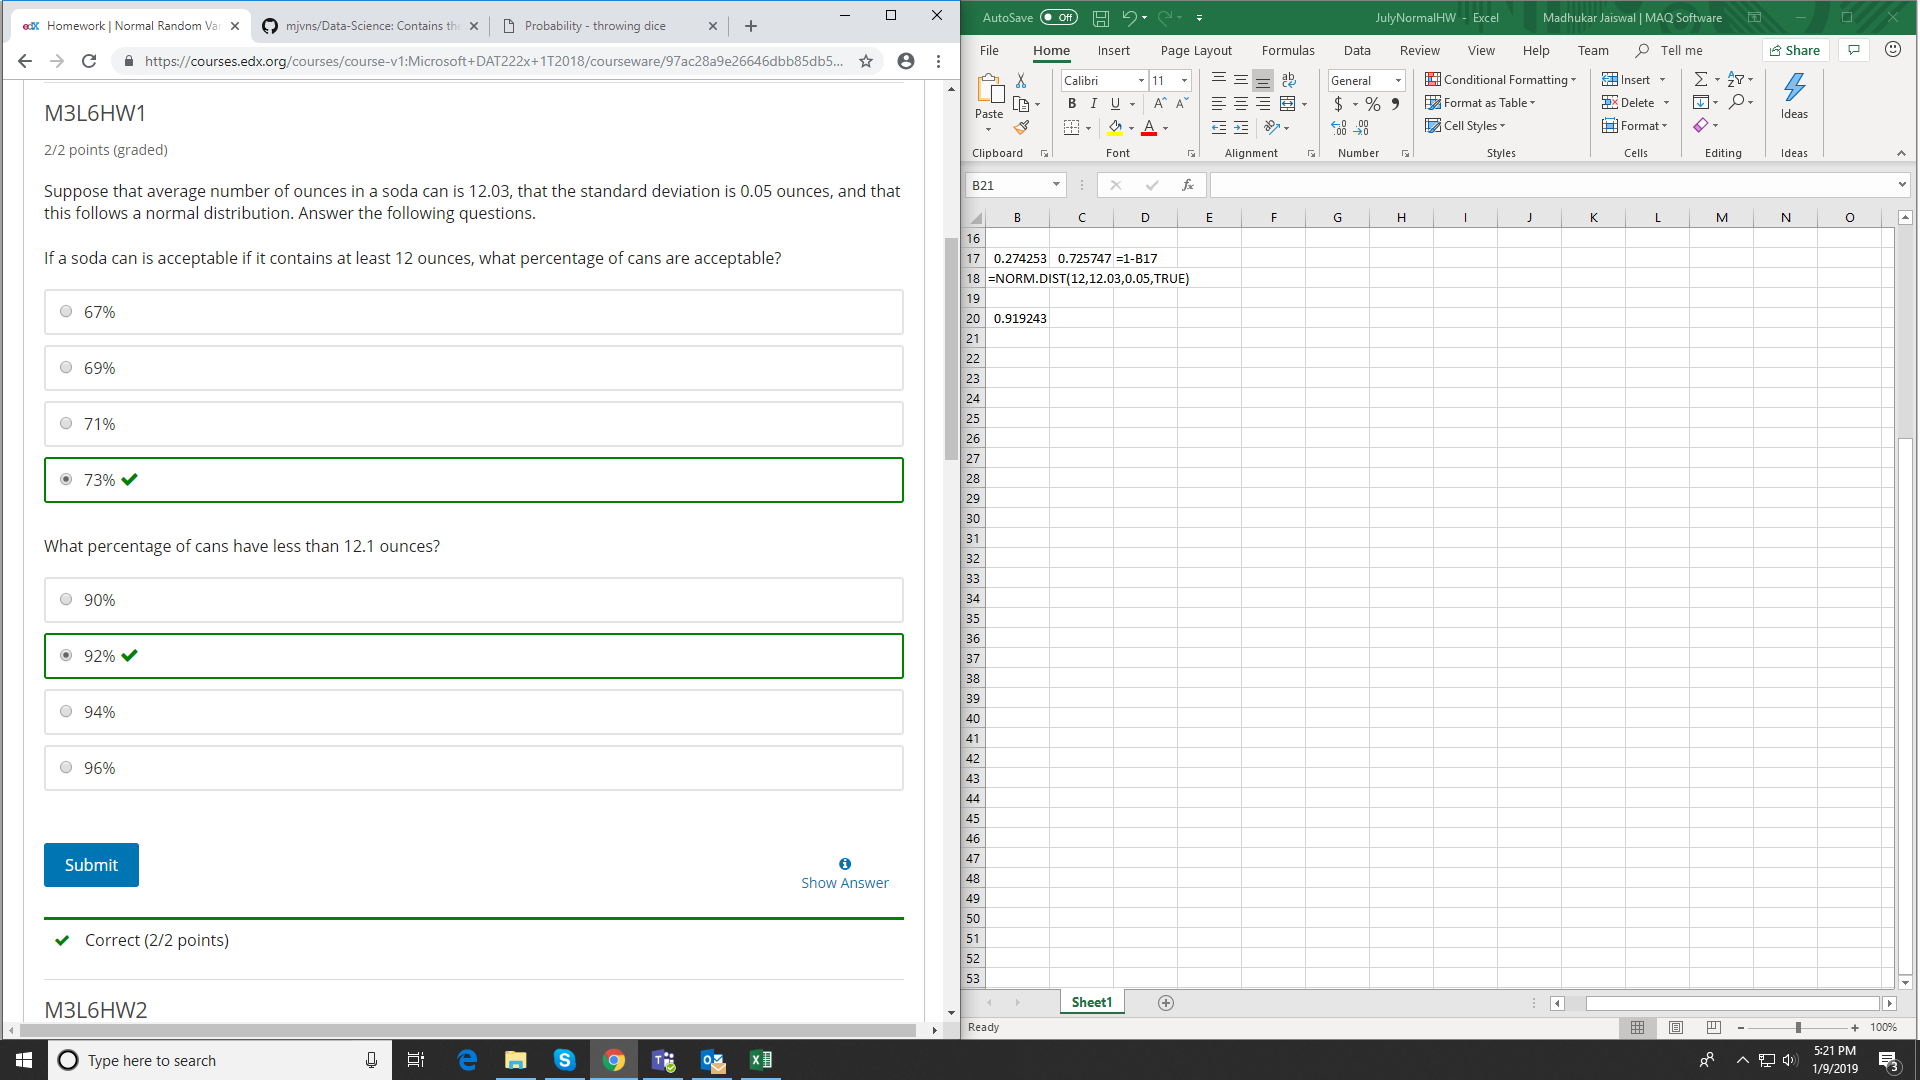 Homework | Normal Random Var
mjvns/Data-Science: Contains the
Probability - throwing dice
https://courses.edx.org/courses/course-v1:Microsoft+DAT222x+1T2018/courseware/97ac28a9e26646dbb85db5...
M3L6HW1
2/2 points (graded)
Suppose that average number of ounces in a soda can is 12.03, that the standard deviation is 0.05 ounces, and that
this follows a normal distribution. Answer the following questions.
If a soda can is acceptable if it contains at least 12 ounces, what percentage of cans are acceptable?
67%
69%
71%
73%
What percentage of cans have less than 12.1 ounces?
90%
92%
94%
96%
Submit
Show Answer
Correct (2/2 points)
M3L6HW2
AutoSave Off
JulyNormalHW - Excel
Madhukar Jaiswal | MAQ Software
File Home Insert Page Layout Formulas Data Review View Help Team Tell me Share
Paste
Calibri 11
B I U
General
$ % ,
Conditional Formatting
Format as Table
Cell Styles
Insert
Delete
Format
Ideas
Clipboard Font Alignment Number Styles Cells Editing Ideas
B21 fx
B C D E F G H I J K L M N O
16
17 0.274253 0.725747 =1-B17
18 =NORM.DIST(12,12.03,0.05,TRUE)
19
20 0.919243
21
22
23
24
25
26
27
28
29
30
31
32
33
34
35
36
37
38
39
40
41
42
43
44
45
46
47
48
49
50
51
52
53
Sheet1
Ready
100%
Type here to search
5:21 PM
1/9/2019
3